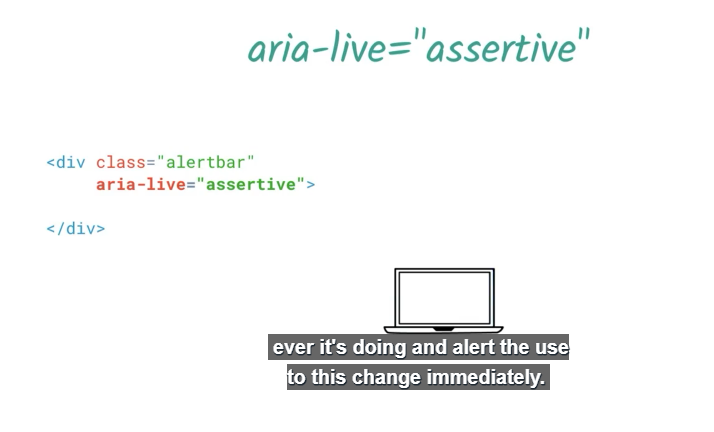 aria-live="assertive"
<div class="alertbar"
aria-live="assertive">
</div>
ever it's doing and alert the use
to this change immediately.